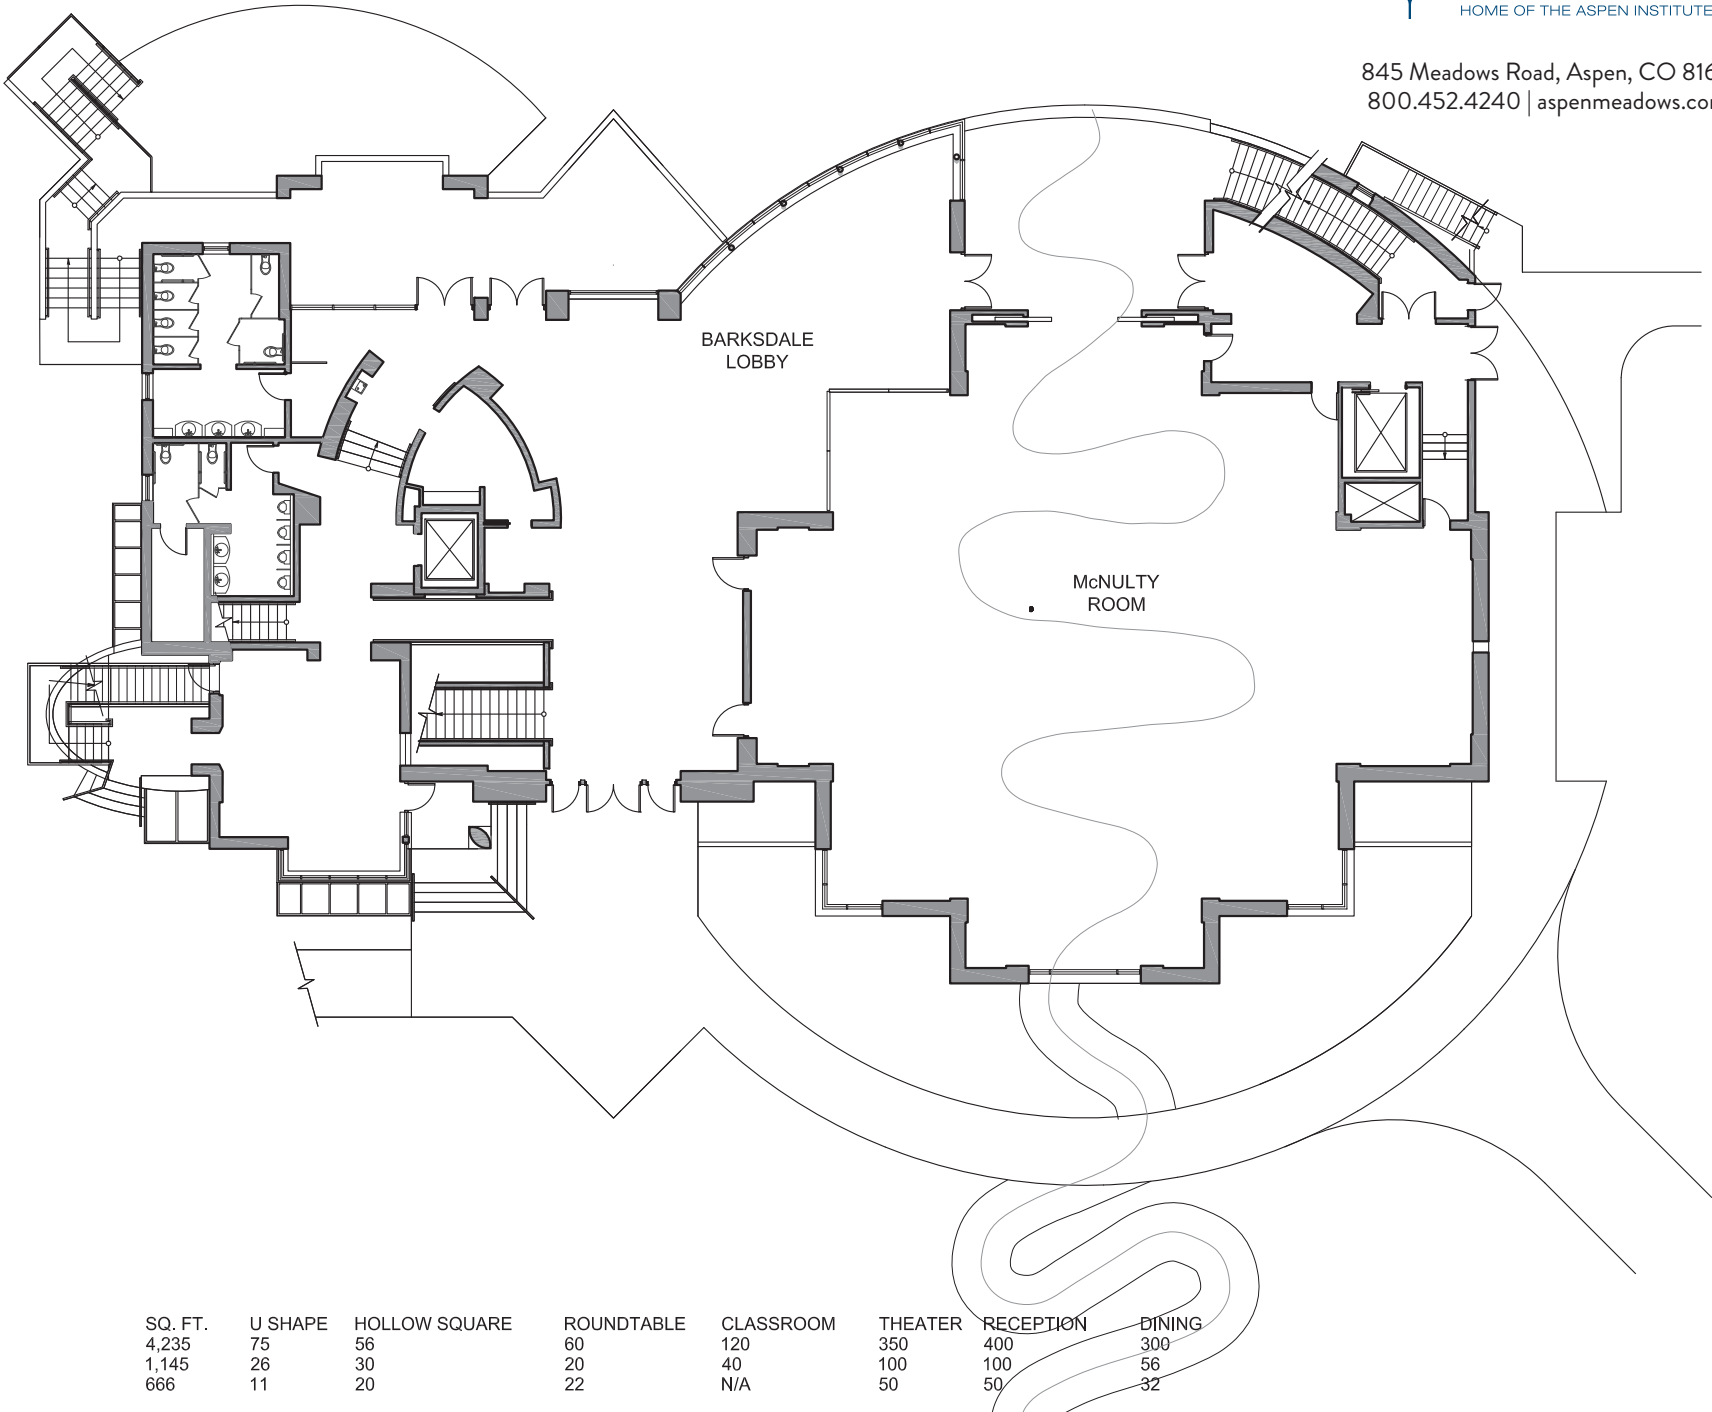 HOME OF THE ASPEN INSTITUTE
845 Meadows Road, Aspen, CO 816
800.452.4240 | aspenmeadows.co
BARKSDALE
LOBBY
McNULTY
ROOM
SQ. FT. U SHAPE HOLLOW SQUARE ROUNDTABLE CLASSROOM THEATER RECEPTION DINING
4,235 75 56 60 120 350 400 300
1,145 26 30 20 40 100 100 56
666 11 20 22 N/A 50 50 32